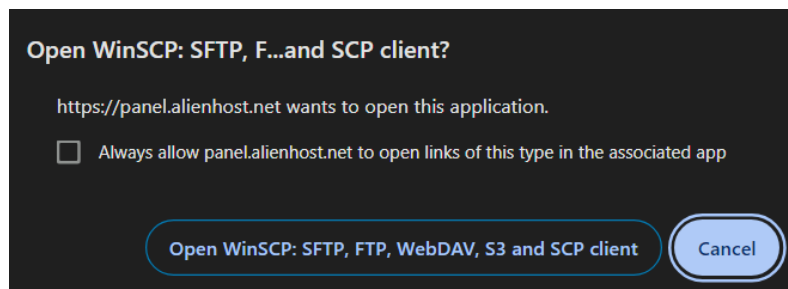 Open WinSCP: SFTP, F...and SCP client?
https://panel.alienhost.net wants to open this application.
Always allow panel.alienhost.net to open links of this type in the associated app
Open WinSCP: SFTP, FTP, WebDAV, S3 and SCP client
Cancel